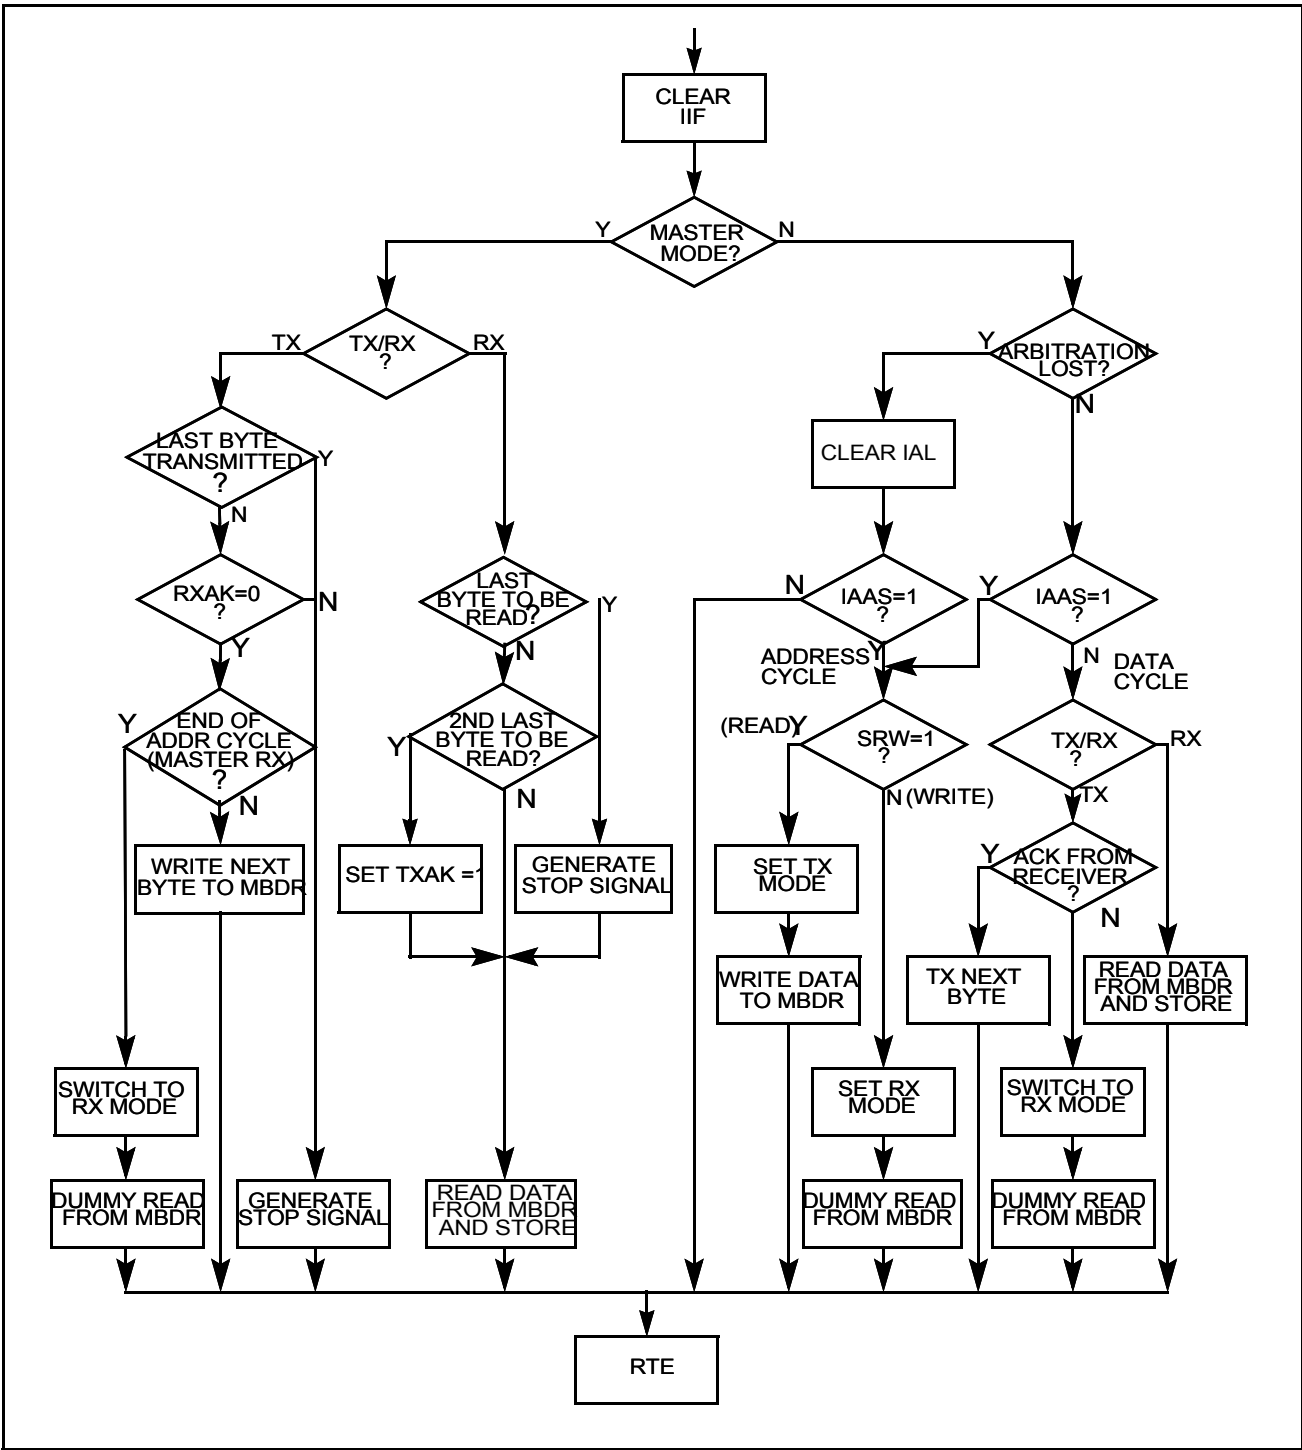 CLEAR
IIF
MASTER
MODE?
Y
N
TX/RX
?
TX
RX
ARBITRATION
LOST?
Y
N
LAST BYTE
TRANSMITTED
?
Y
N
CLEAR IAL
RXAK=0
?
N
Y
LAST
BYTE TO BE
READ?
Y
N
IAAS=1
?
N
Y
IAAS=1
?
Y
N
ADDRESS
CYCLE
DATA
CYCLE
END OF
ADDR CYCLE
(MASTER RX)
?
Y
N
2ND LAST
BYTE TO BE
READ?
Y
N
SRW=1
?
(READ)
Y
N
(WRITE)
TX/RX
?
RX
TX
WRITE NEXT
BYTE TO MBDR
SET TXAK =1
GENERATE
STOP SIGNAL
SET TX
MODE
ACK FROM
RECEIVER
?
Y
N
WRITE DATA
TO MBDR
TX NEXT
BYTE
READ DATA
FROM MBDR
AND STORE
SWITCH TO
RX MODE
SET RX
MODE
SWITCH TO
RX MODE
DUMMY READ
FROM MBDR
GENERATE
STOP SIGNAL
READ DATA
FROM MBDR
AND STORE
DUMMY READ
FROM MBDR
DUMMY READ
FROM MBDR
RTE